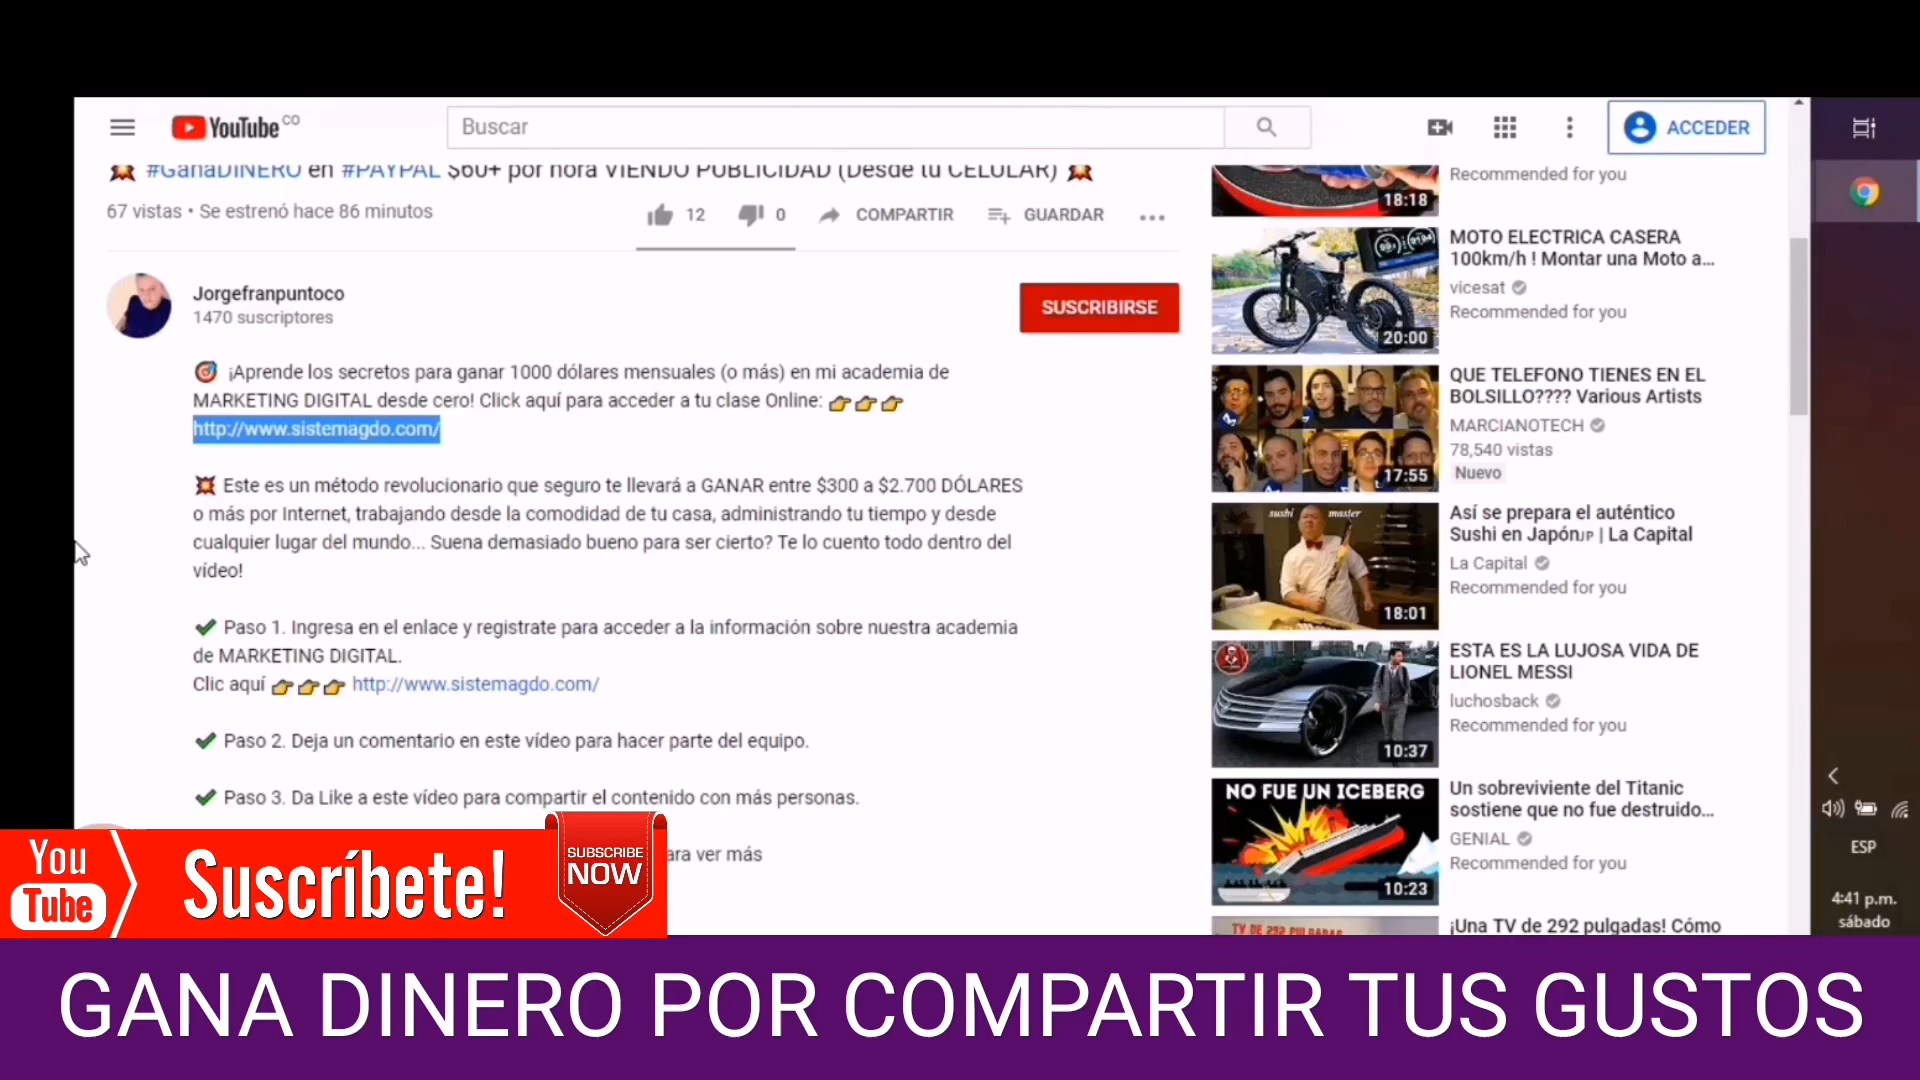 YouTube CO
Buscar
ACCEDER
#GanaDINERO en #PAYPAL $60+ por hora VIENDO PUBLICIDAD (Desde tu CELULAR)
67 vistas • Se estrenó hace 86 minutos
12
0
COMPARTIR
GUARDAR
Jorgefranpuntoco
1470 suscriptores
SUSCRIBIRSE
¡Aprende los secretos para ganar 1000 dólares mensuales (o más) en mi academia de
MARKETING DIGITAL desde cero! Click aquí para acceder a tu clase Online:
http://www.sistemagdo.com/
Este es un método revolucionario que seguro te llevará a GANAR entre $300 a $2.700 DÓLARES
o más por Internet, trabajando desde la comodidad de tu casa, administrando tu tiempo y desde
cualquier lugar del mundo... Suena demasiado bueno para ser cierto? Te lo cuento todo dentro del
vídeo!
Paso 1. Ingresa en el enlace y registrate para acceder a la información sobre nuestra academia
de MARKETING DIGITAL.
Clic aquí http://www.sistemagdo.com/
Paso 2. Deja un comentario en este vídeo para hacer parte del equipo.
Paso 3. Da Like a este vídeo para compartir el contenido con más personas.
ara ver más
18:18
Recommended for you
20:00
MOTO ELECTRICA CASERA
100km/h ! Montar una Moto a...
vicesat
Recommended for you
17:55
QUE TELEFONO TIENES EN EL
BOLSILLO???? Various Artists
MARCIANOTECH
78,540 vistas
Nuevo
sushi master
18:01
Así se prepara el auténtico
Sushi en JapónJP | La Capital
La Capital
Recommended for you
10:37
ESTA ES LA LUJOSA VIDA DE
LIONEL MESSI
luchosback
Recommended for you
NO FUE UN ICEBERG
10:23
Un sobreviviente del Titanic
sostiene que no fue destruido...
GENIAL
Recommended for you
TV DE 292 PULGADAS
¡Una TV de 292 pulgadas! Cómo
ESP
4:41 p.m.
sábado
You
Tube
Suscríbete!
SUBSCRIBE
NOW
GANA DINERO POR COMPARTIR TUS GUSTOS